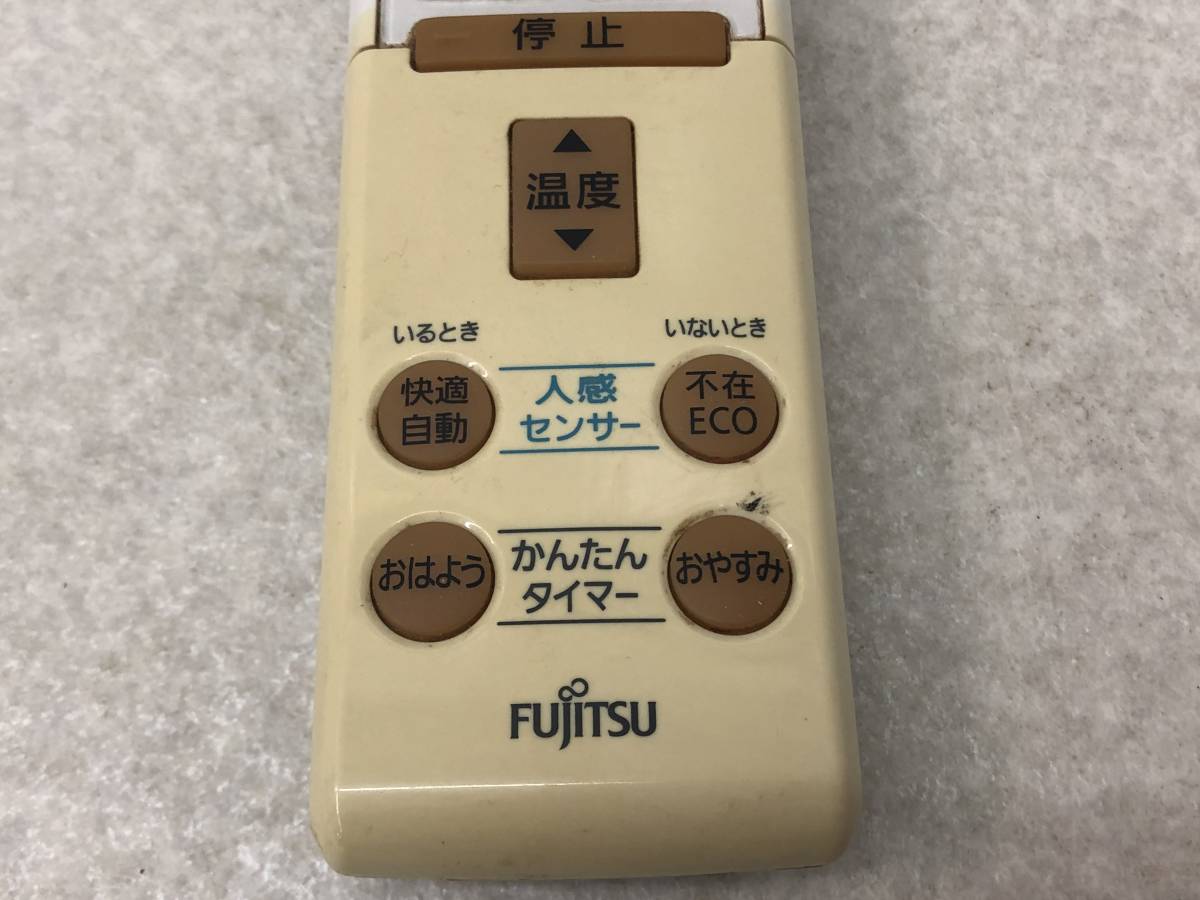 停止
▲
温度
▼
いるとき
いないとき
快適
自動
人感
センサー
不在
ECO
おはよう
かんたん
タイマー
おやすみ
FUJITSU